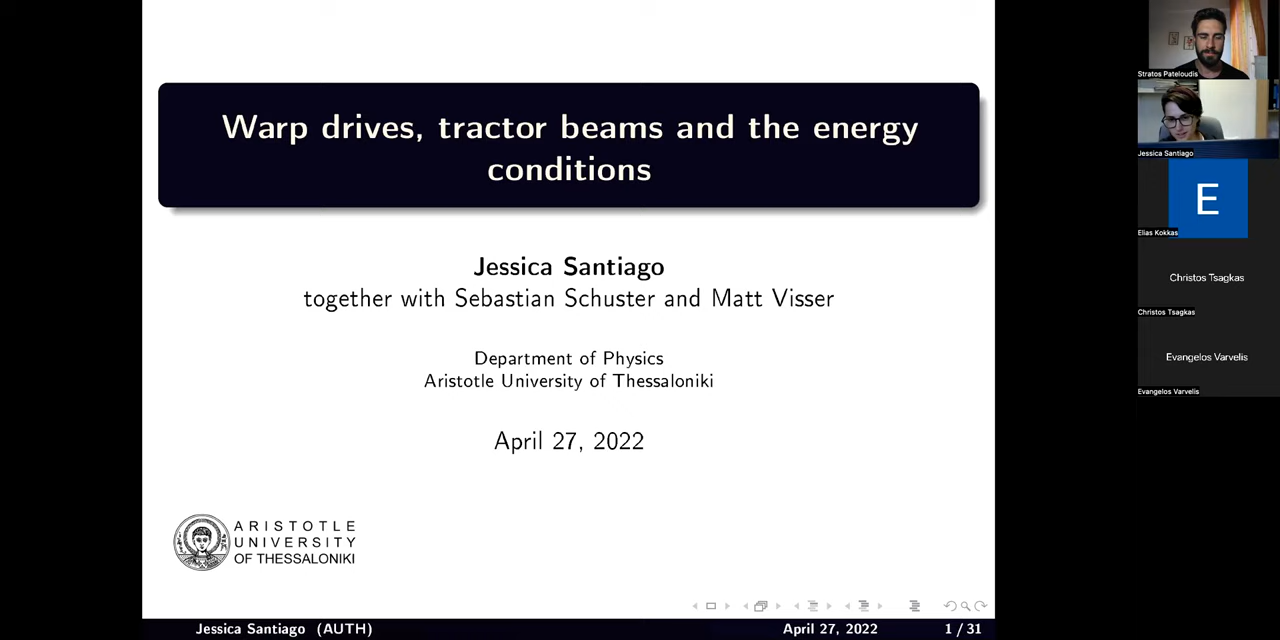 Warp drives, tractor beams and the energy
conditions
Jessica Santiago
together with Sebastian Schuster and Matt Visser
Department of Physics
Aristotle University of Thessaloniki
April 27, 2022
ARISTOTLE
UNIVERSITY
OF THESSALONIKI
Jessica Santiago (AUTH)
April 27, 2022
1 / 31
Stratos Pateloudis
Jessica Santiago
E
Elias Kokkas
Christos Tsagkas
Christos Tsagkas
Evangelos Varvelis
Evangelos Varvelis